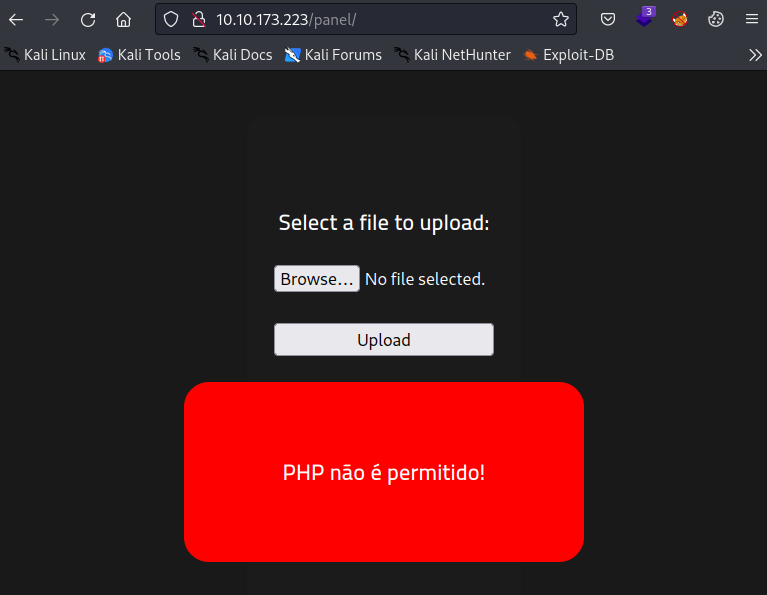 10.10.173.223/panel/
3
Kali Linux Kali Tools Kali Docs Kali Forums Kali NetHunter Exploit-DB
Select a file to upload:
Browse... No file selected.
Upload
PHP não é permitido!